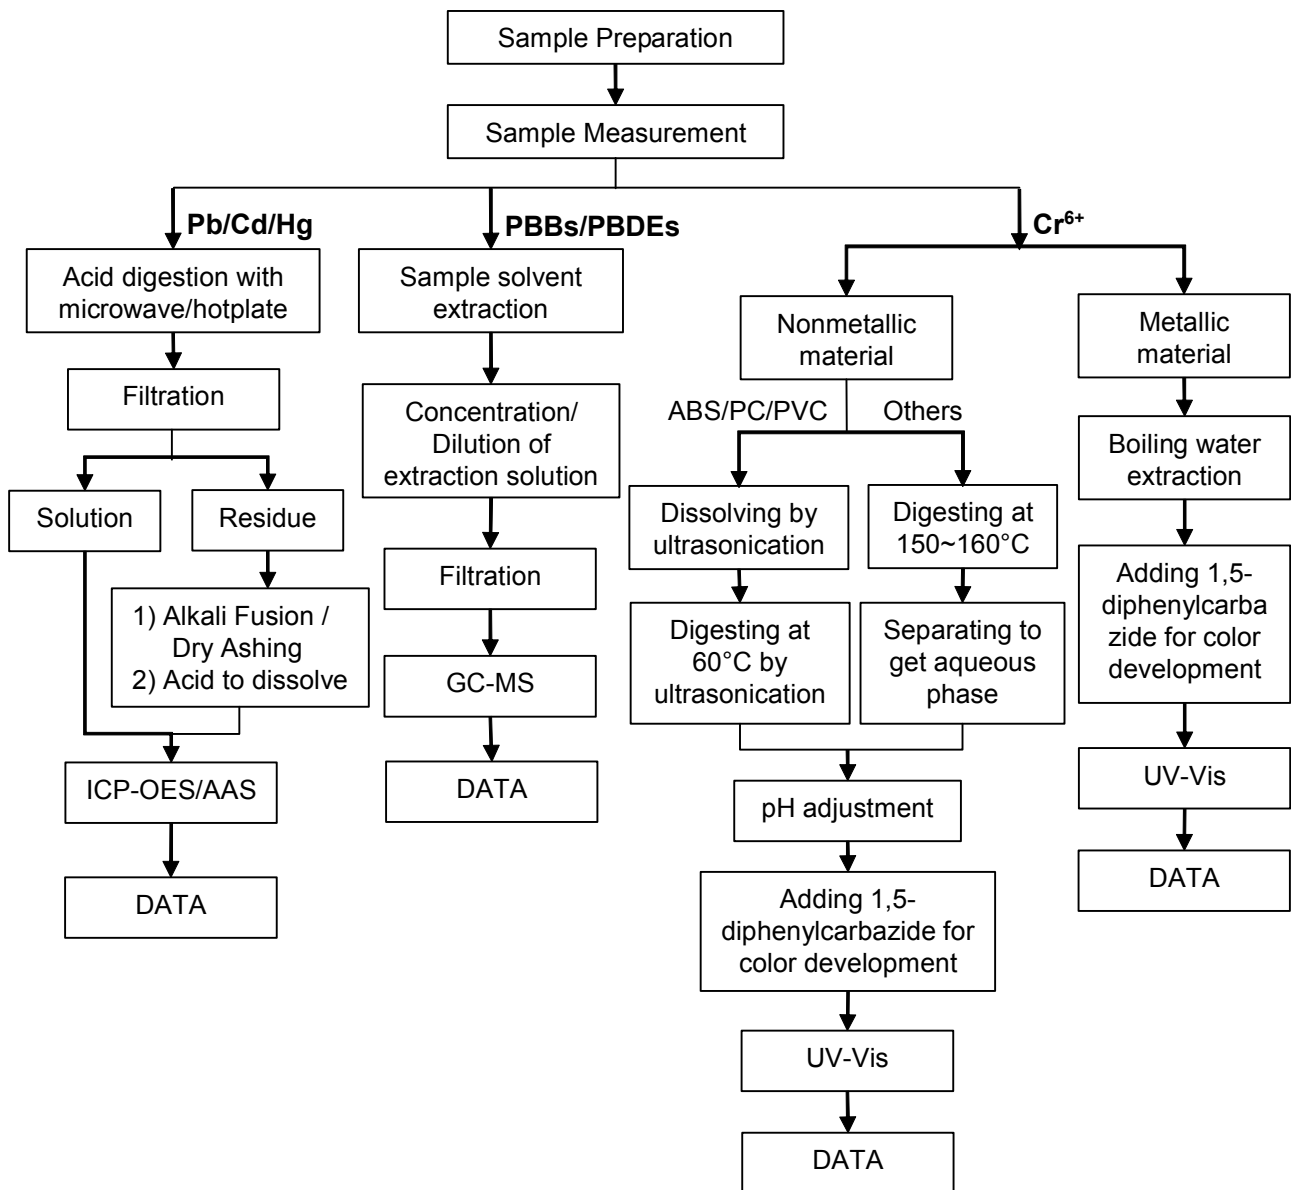 Sample Preparation
Sample Measurement
Pb/Cd/Hg
Acid digestion with
microwave/hotplate
Filtration
Solution
Residue
1) Alkali Fusion /
Dry Ashing
2) Acid to dissolve
ICP-OES/AAS
DATA
PBBs/PBDEs
Sample solvent
extraction
Concentration/
Dilution of
extraction solution
Filtration
GC-MS
DATA
Cr⁶⁺
Nonmetallic
material
ABS/PC/PVC
Others
Dissolving by
ultrasonication
Digesting at
60°C by
ultrasonication
Digesting at
150~160°C
Separating to
get aqueous
phase
pH adjustment
Adding 1,5-
diphenylcarbazide for
color development
UV-Vis
DATA
Metallic
material
Boiling water
extraction
Adding 1,5-
diphenylcarba
zide for color
development
UV-Vis
DATA